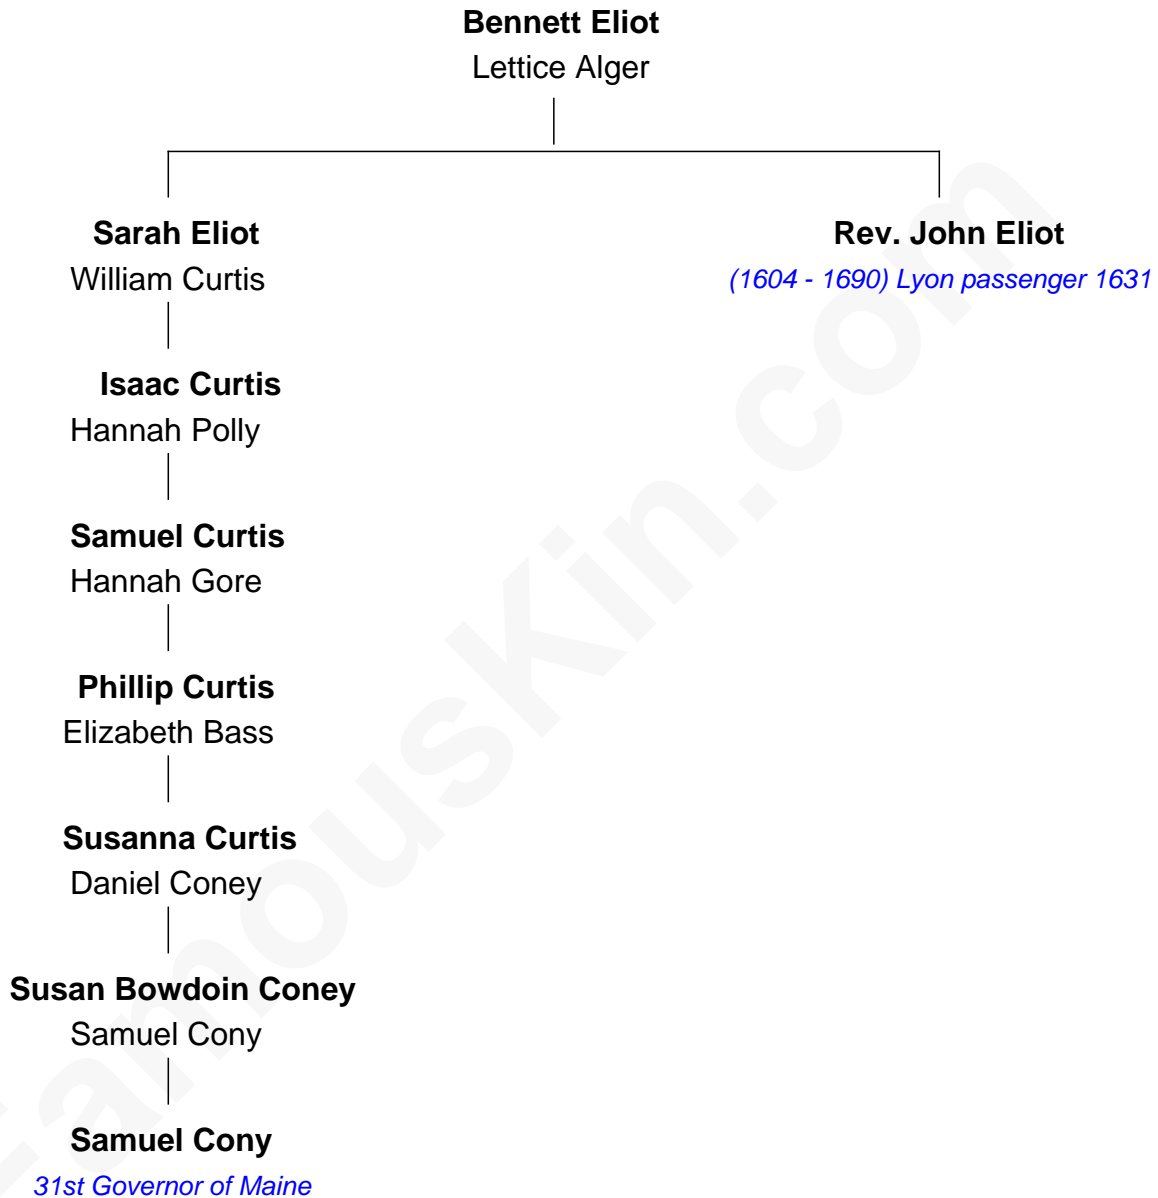 Bennett Eliot
Lettice Alger
Sarah Eliot
William Curtis
Rev. John Eliot
(1604 - 1690) Lyon passenger 1631
Isaac Curtis
Hannah Polly
Samuel Curtis
Hannah Gore
Phillip Curtis
Elizabeth Bass
Susanna Curtis
Daniel Coney
Susan Bowdoin Coney
Samuel Cony
Samuel Cony
31st Governor of Maine
FamousKin.com